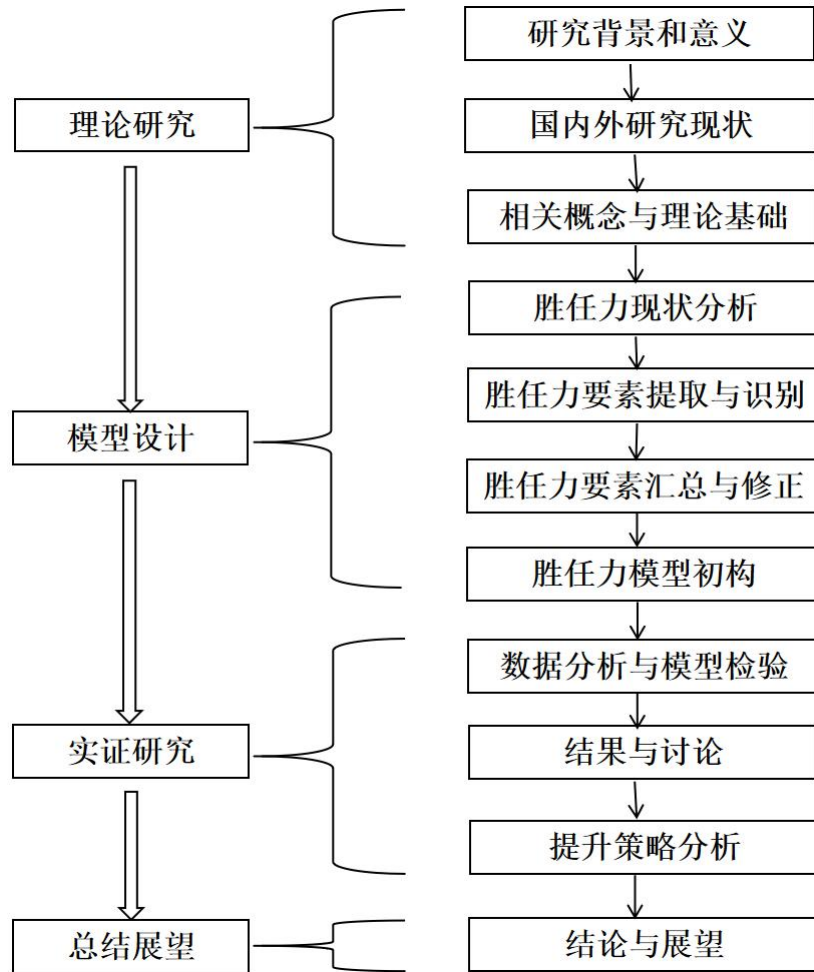 理论研究
研究背景和意义
国内外研究现状
相关概念与理论基础
模型设计
胜任力现状分析
胜任力要素提取与识别
胜任力要素汇总与修正
胜任力模型初构
实证研究
数据分析与模型检验
结果与讨论
提升策略分析
总结展望
结论与展望